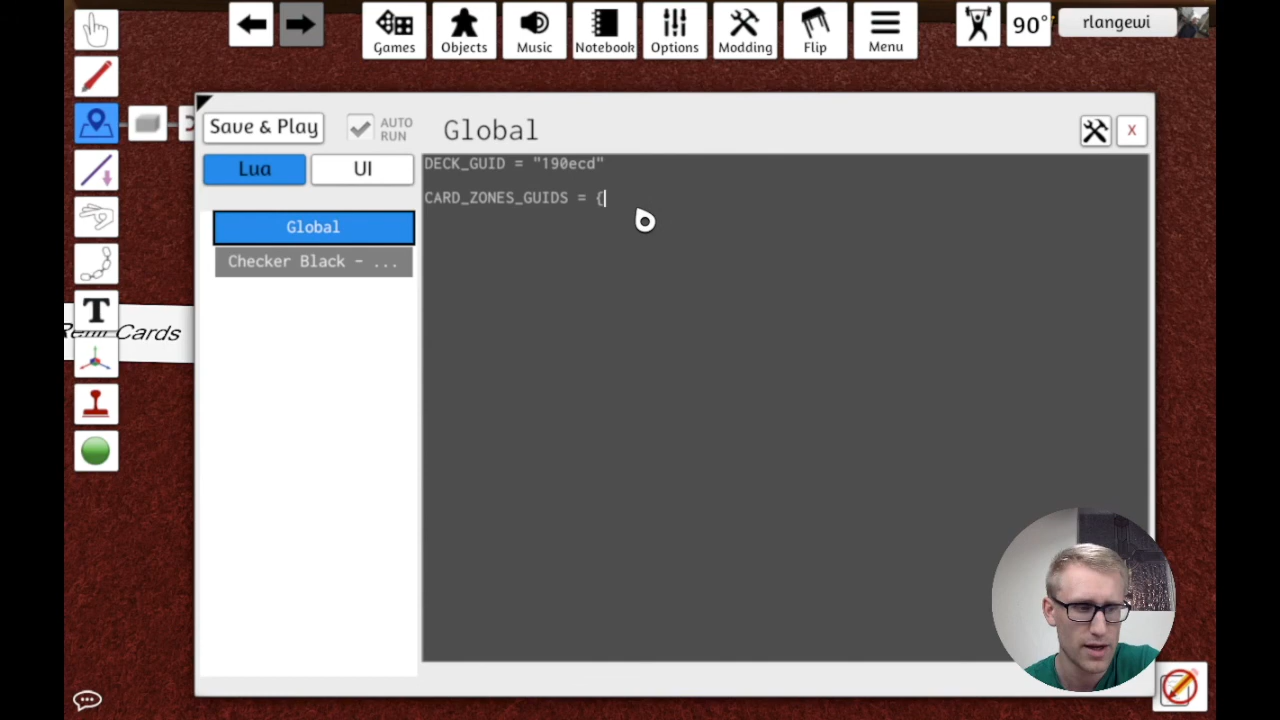 Games
Objects
Music
Notebook
Options
Modding
Flip
Menu
90°
rlangewi
Save & Play
AUTO
RUN
Global
X
Lua
UI
Global
Checker Black - ...
DECK_GUID = "190ecd"
CARD_ZONES_GUIDS = {
Refill Cards
T